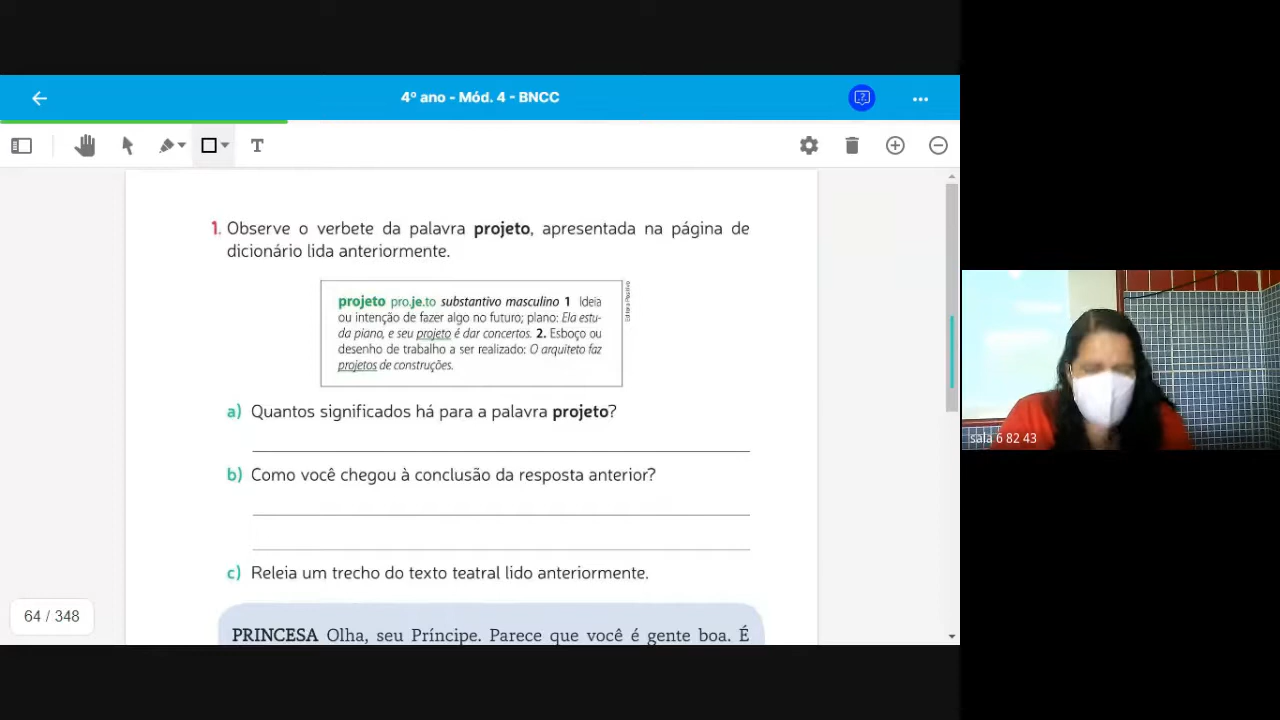 4º ano - Mód. 4 - BNCC
T
1. Observe o verbete da palavra projeto, apresentada na página de
dicionário lida anteriormente.
projeto pro.je.to substantivo masculino 1 Ideia
ou intenção de fazer algo no futuro; plano: Ela estu-
da piano, e seu projeto é dar concertos. 2. Esboço ou
desenho de trabalho a ser realizado: O arquiteto faz
projetos de construções.
Editora Positivo
a) Quantos significados há para a palavra projeto?
b) Como você chegou à conclusão da resposta anterior?
c) Releia um trecho do texto teatral lido anteriormente.
PRINCESA Olha, seu Príncipe. Parece que você é gente boa. É
64 / 348
sala 6 82 43